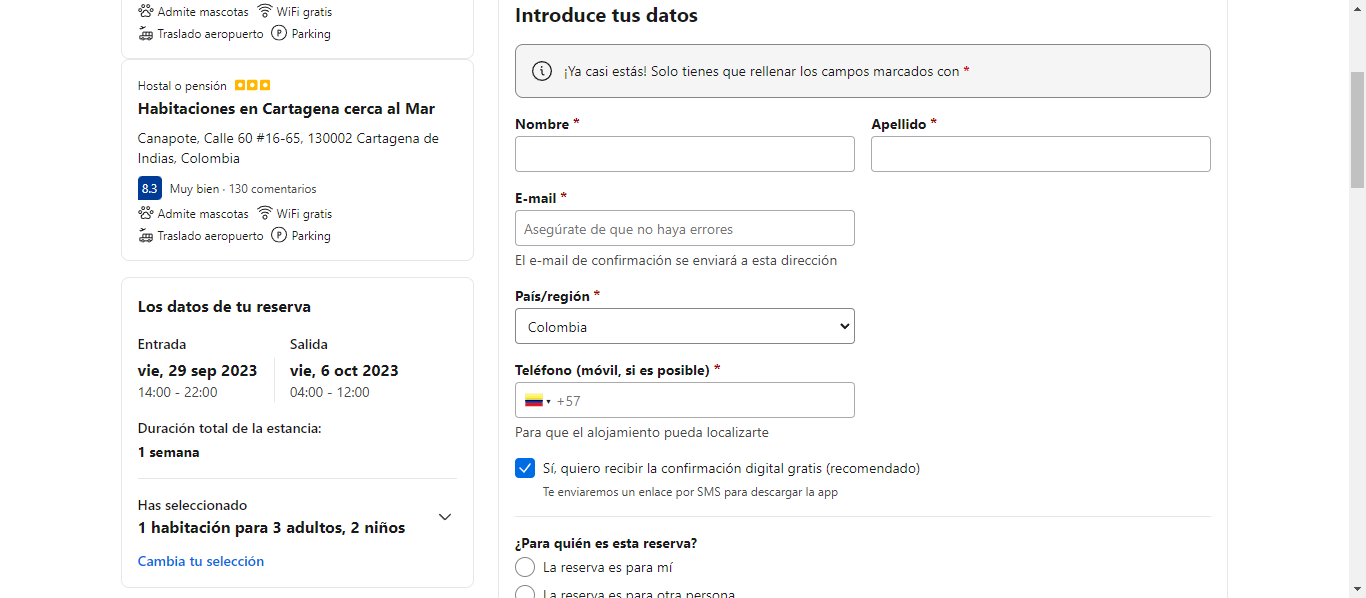 Admite mascotas WiFi gratis
Traslado aeropuerto P Parking
Hostal o pensión
Habitaciones en Cartagena cerca al Mar
Canapote, Calle 60 #16-65, 130002 Cartagena de
Indias, Colombia
8.3 Muy bien · 130 comentarios
Admite mascotas WiFi gratis
Traslado aeropuerto P Parking
Los datos de tu reserva
Entrada
vie, 29 sep 2023
14:00 - 22:00
Salida
vie, 6 oct 2023
04:00 - 12:00
Duración total de la estancia:
1 semana
Has seleccionado
1 habitación para 3 adultos, 2 niños
Cambia tu selección
Introduce tus datos
¡Ya casi estás! Solo tienes que rellenar los campos marcados con *
Nombre *
Apellido *
E-mail *
Asegúrate de que no haya errores
El e-mail de confirmación se enviará a esta dirección
País/región *
Colombia
Teléfono (móvil, si es posible) *
+57
Para que el alojamiento pueda localizarte
Sí, quiero recibir la confirmación digital gratis (recomendado)
Te enviaremos un enlace por SMS para descargar la app
¿Para quién es esta reserva?
La reserva es para mí
La reserva es para otra persona